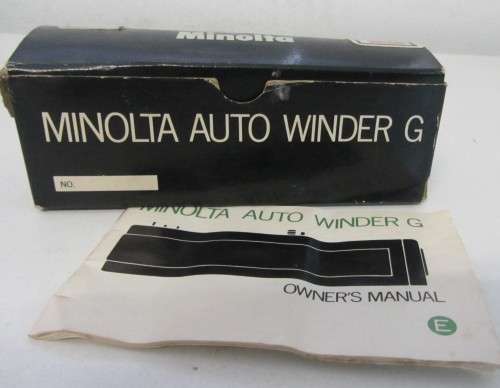 Minolta
MINOLTA AUTO WINDER G
NO.
MINOLTA AUTO WINDER G
OWNER'S MANUAL
E